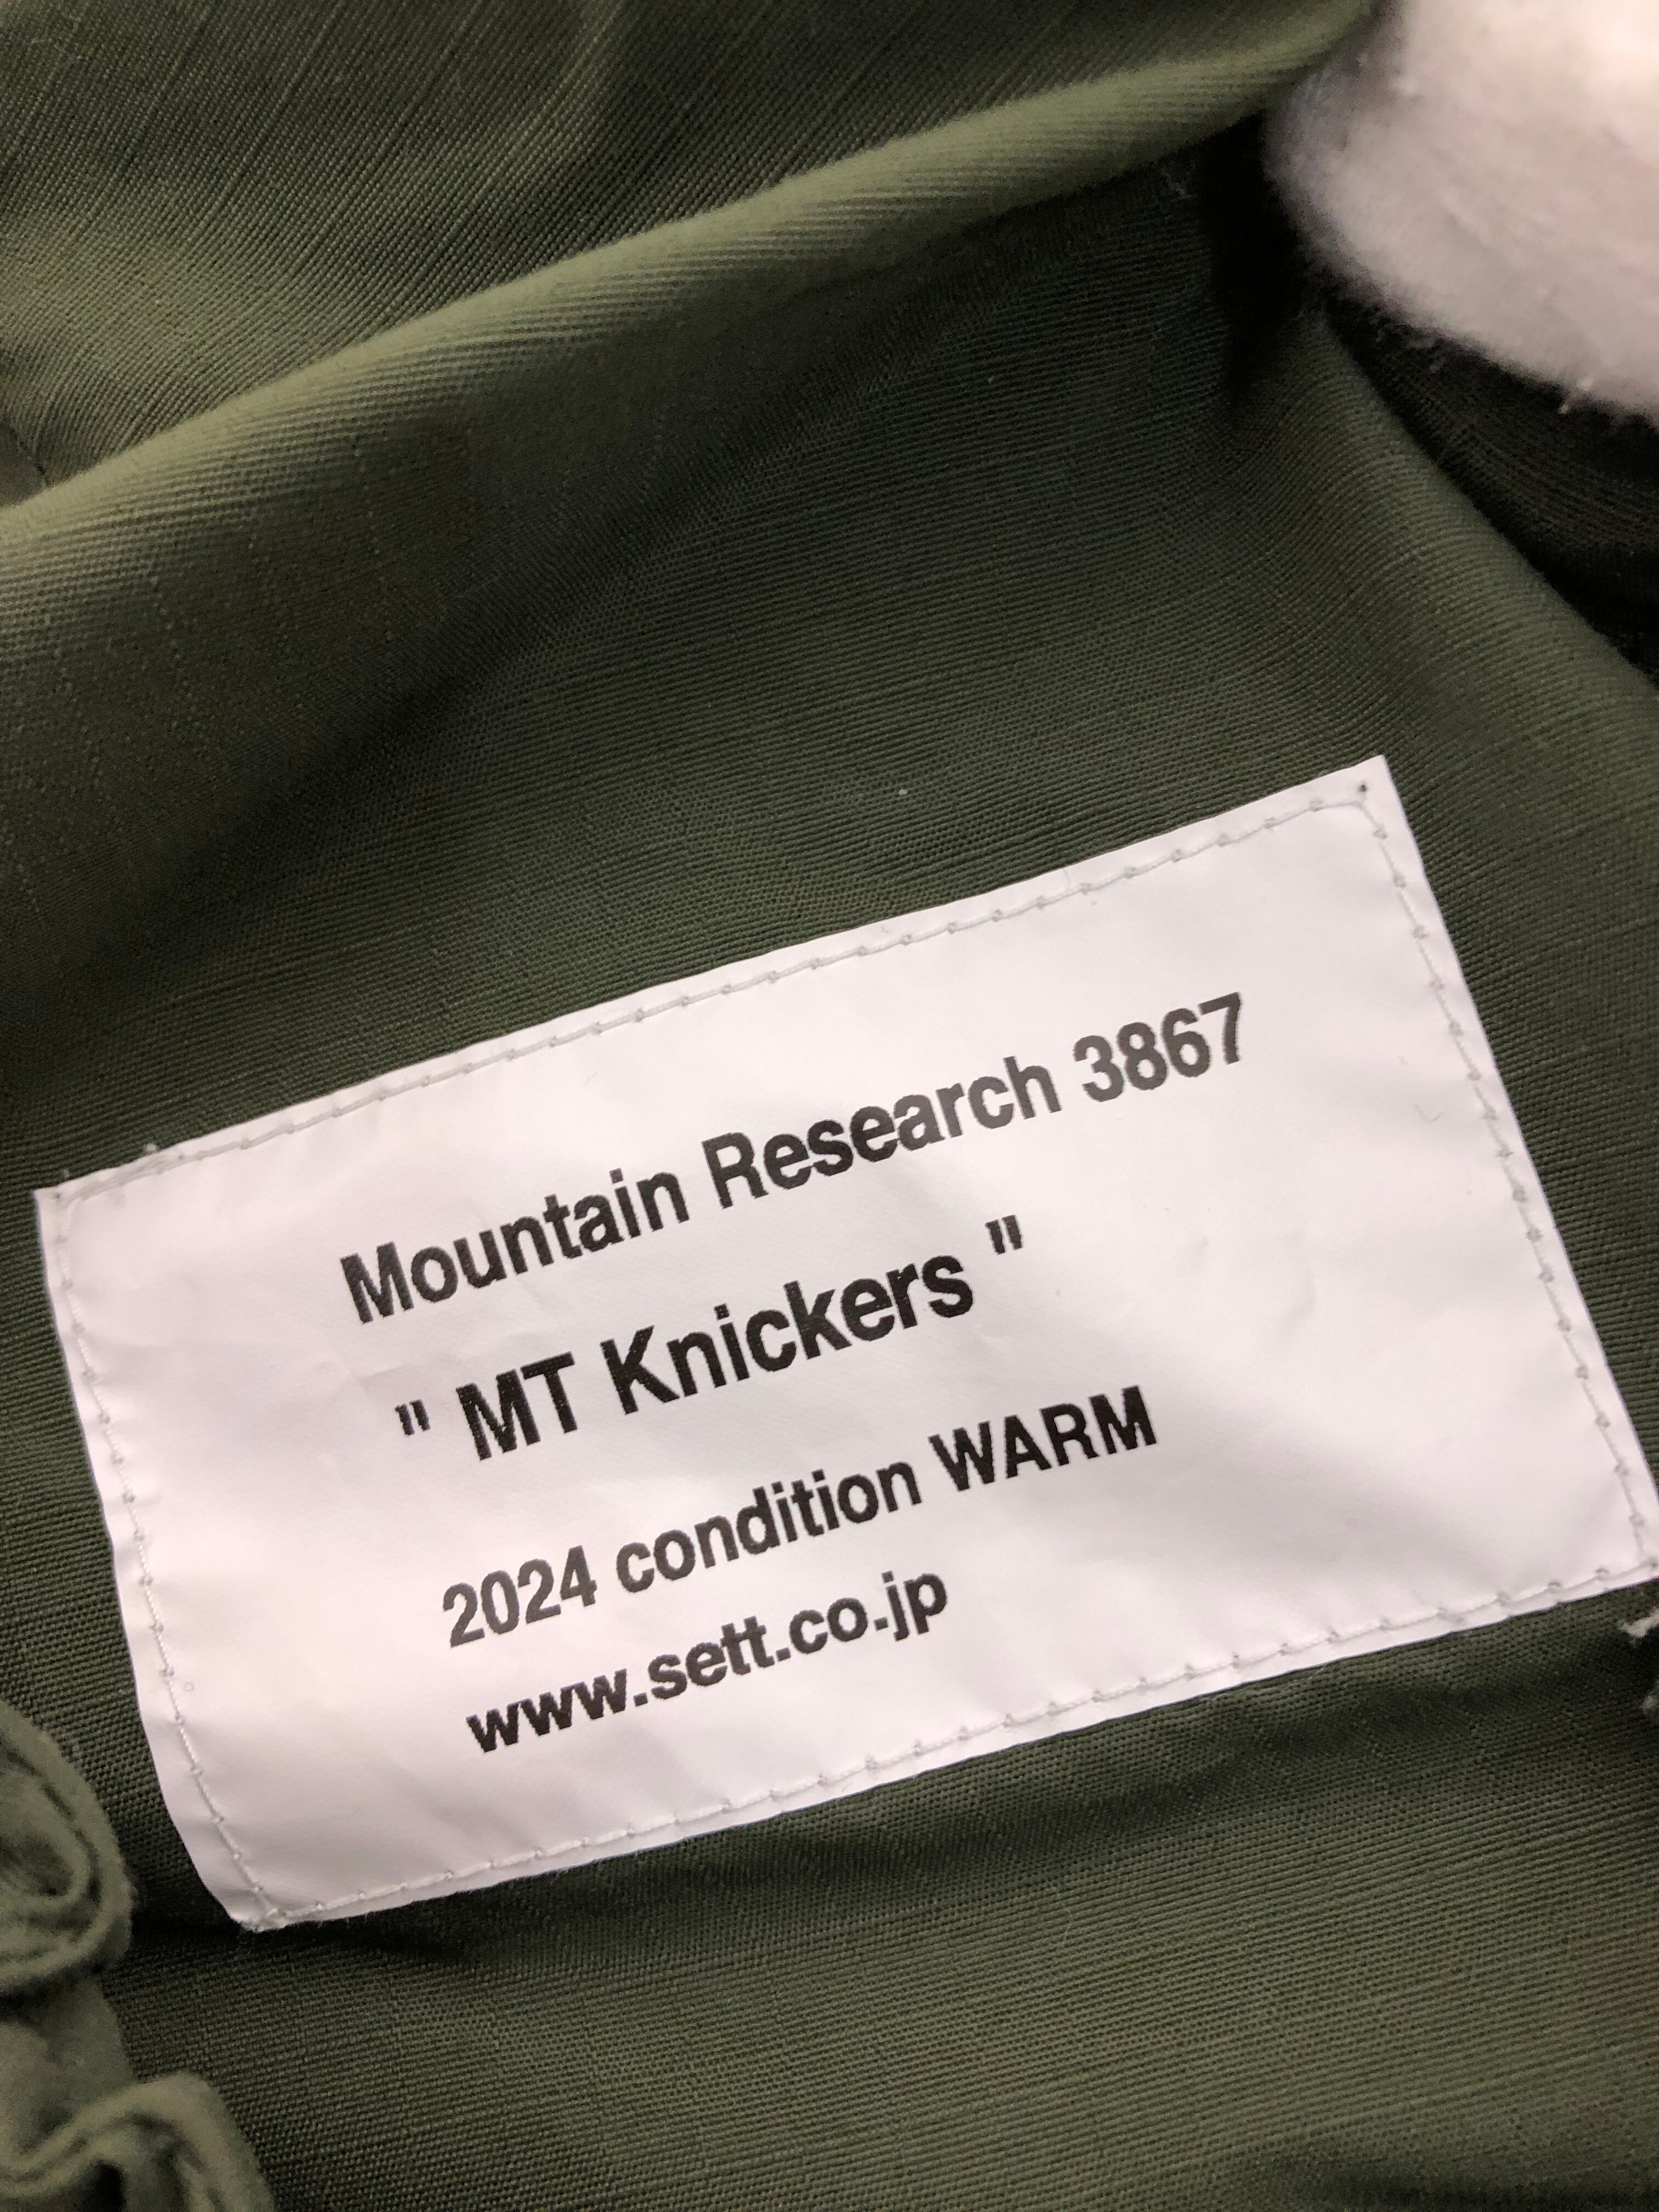 Mountain Research 3867
" MT Knickers "
2024 condition WARM
www.sett.co.jp